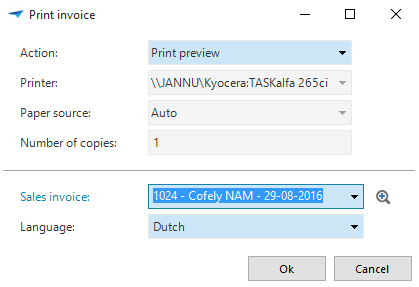 Print invoice
Action: Print preview
Printer: \\JANNU\Kyocera:TASKalfa 265ci
Paper source: Auto
Number of copies: 1
Sales invoice: 1024 - Cofely NAM - 29-08-2016
Language: Dutch
Ok Cancel